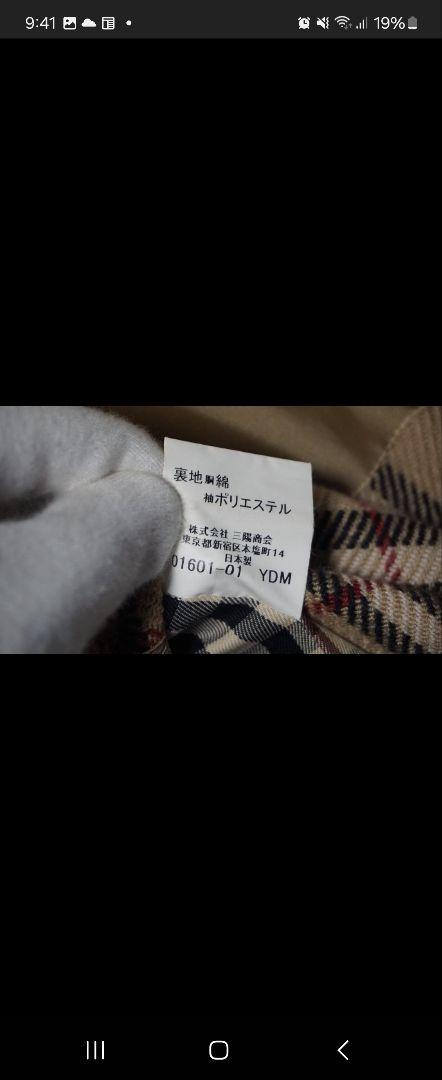 9:41 19%
裏地胴綿
袖ポリエステル
株式会社 三陽商会
東京都新宿区本塩町14
日本製
01601-01 YDM